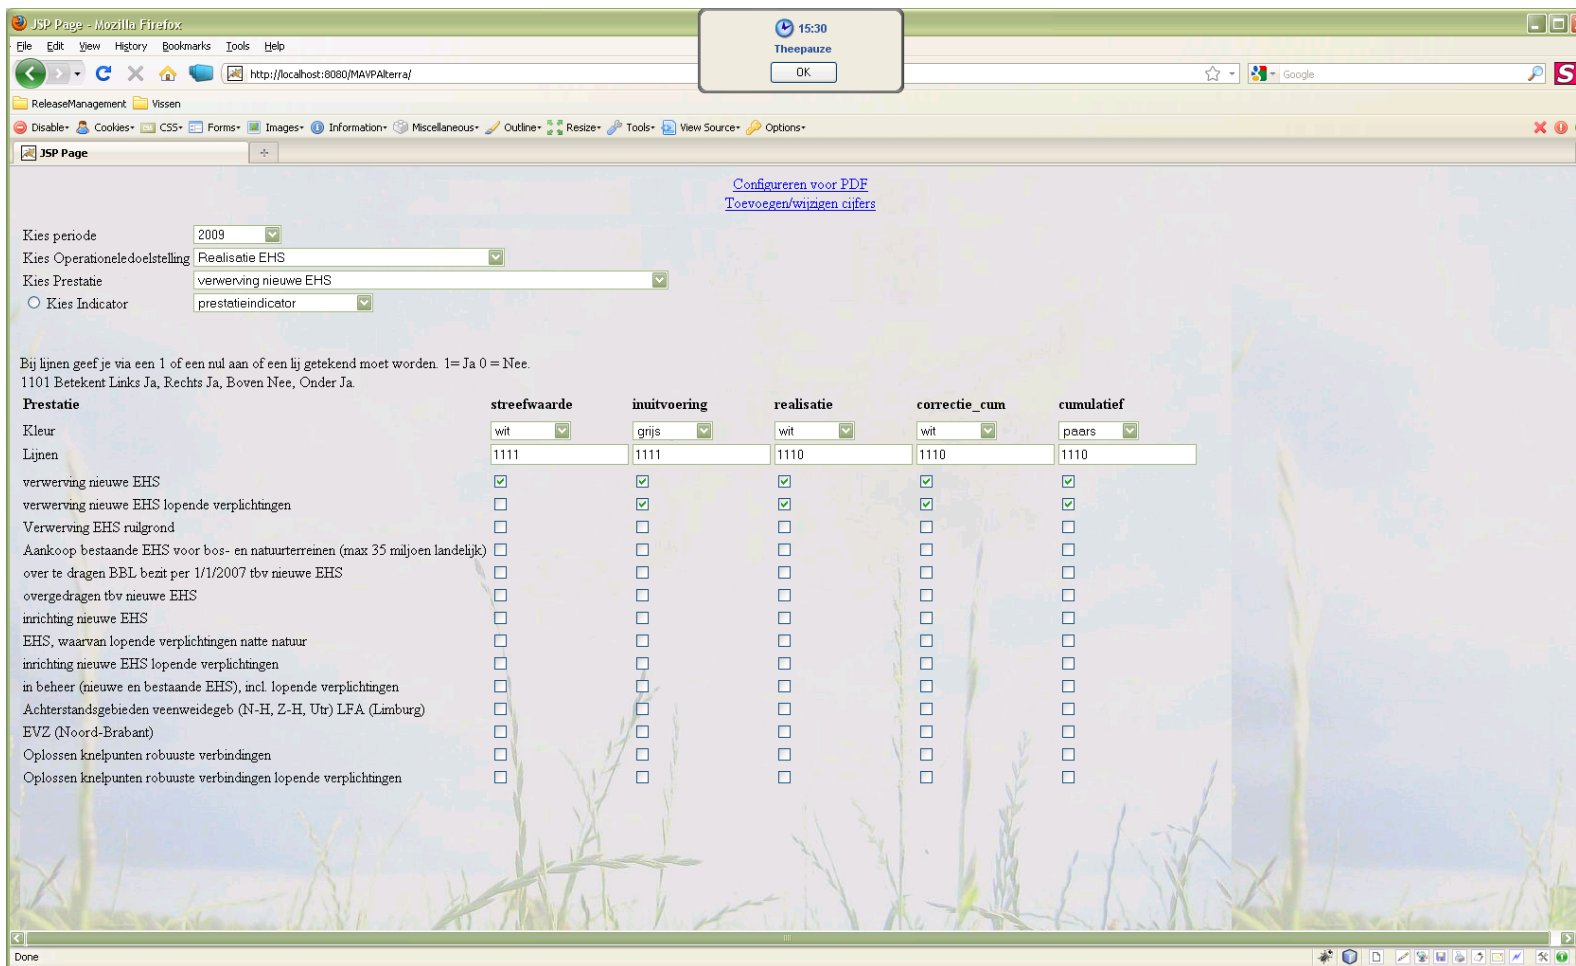 JSP Page - Mozilla Firefox
15:30
Theepauze
OK
File Edit View History Bookmarks Tools Help
http://localhost:8080/MAVPAlterra/
Google
S
ReleaseManagement Vissen
Disable Cookies CSS Forms Images Information Miscellaneous Outline Resize Tools View Source Options
JSP Page
Configureren voor PDF
Toevoegen/wijzigen cijfers
Kies periode 2009
Kies Operationeledoelstelling Realisatie EHS
Kies Prestatie verwerving nieuwe EHS
Kies Indicator prestatieindicator
Bij lijnen geef je via een 1 of een nul aan of een lij getekend moet worden. 1= Ja 0 = Nee.
1101 Betekent Links Ja, Rechts Ja, Boven Nee, Onder Ja.
Prestatie streefwaarde inuitvoering realisatie correctie_cum cumulatief
Kleur wit grijs wit wit paars
Lijnen 1111 1111 1110 1110 1110
verwerving nieuwe EHS
verwerving nieuwe EHS lopende verplichtingen
Verwerving EHS ruilgrond
Aankoop bestaande EHS voor bos- en natuurterreinen (max 35 miljoen landelijk)
over te dragen BBL bezit per 1/1/2007 tbv nieuwe EHS
overgedragen tbv nieuwe EHS
inrichting nieuwe EHS
EHS, waarvan lopende verplichtingen natte natuur
inrichting nieuwe EHS lopende verplichtingen
in beheer (nieuwe en bestaande EHS), incl. lopende verplichtingen
Achterstandsgebieden veenweidegeb (N-H, Z-H, Utr) LFA (Limburg)
EVZ (Noord-Brabant)
Oplossen knelpunten robuuste verbindingen
Oplossen knelpunten robuuste verbindingen lopende verplichtingen
Done